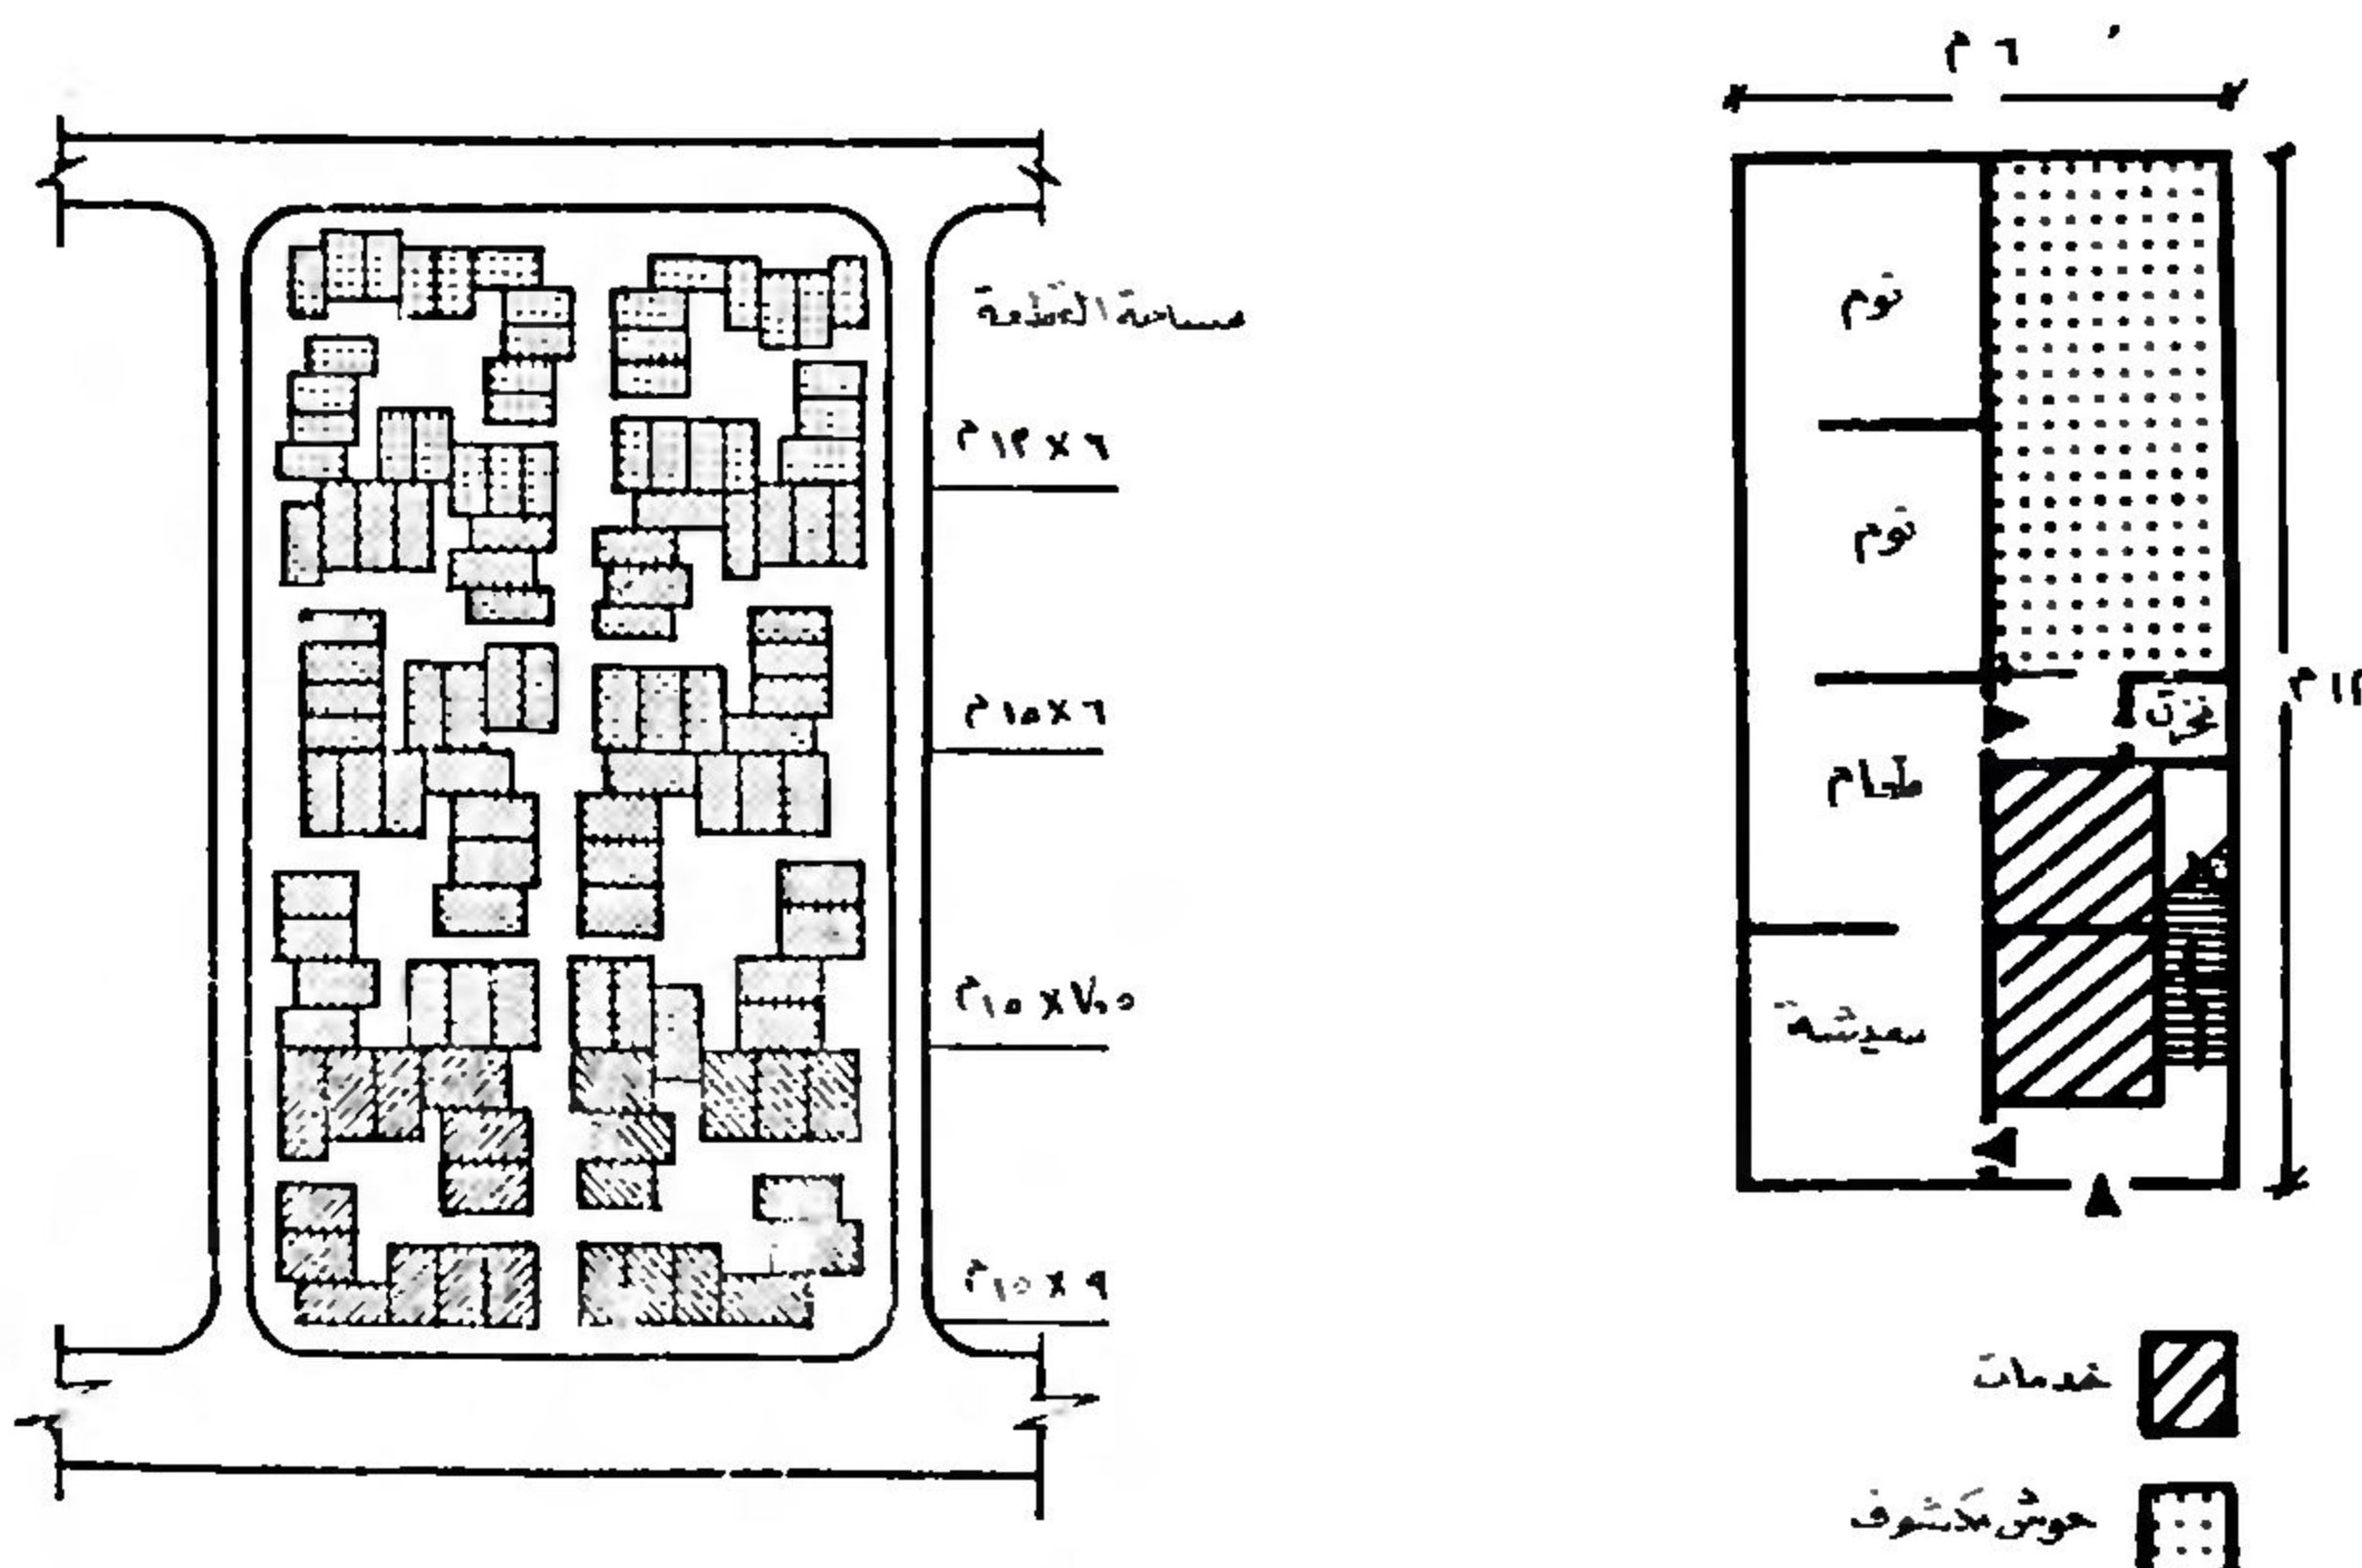 مساحة القطعة
٦ × ١٢ م
٦ × ١٥ م
٧٫٥ × ١٥ م
٩ × ١٥ م
٦ م
نوم
نوم
١٢ م
خزن
طعام
معيشة
خدمات
حوش مكشوف